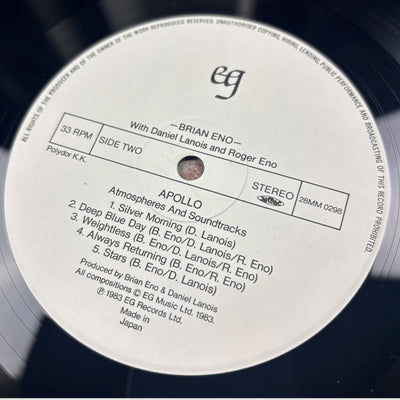 ALL RIGHTS OF THE PRODUCER AND OF THE OWNER OF THE WORK REPRODUCED RESERVED. UNAUTHORISED COPYING, HIRING, LENDING, PUBLIC PERFORMANCE AND BROADCASTING OF THIS RECORD PROHIBITED.
eg
—BRIAN ENO—
With Daniel Lanois and Roger Eno
33 RPM
SIDE TWO
STEREO
28MM 0298
Polydor K.K.
APOLLO
Atmospheres And Soundtracks
1. Silver Morning (D. Lanois)
2. Deep Blue Day (B. Eno/D. Lanois/R. Eno)
3. Weightless (B. Eno/D. Lanois/R. Eno)
4. Always Returning (B. Eno/R. Eno)
5. Stars (B. Eno/D. Lanois)
Produced by Brian Eno & Daniel Lanois
All compositions © EG Music Ltd. 1983.
℗ 1983 EG Records Ltd.
Made in
Japan